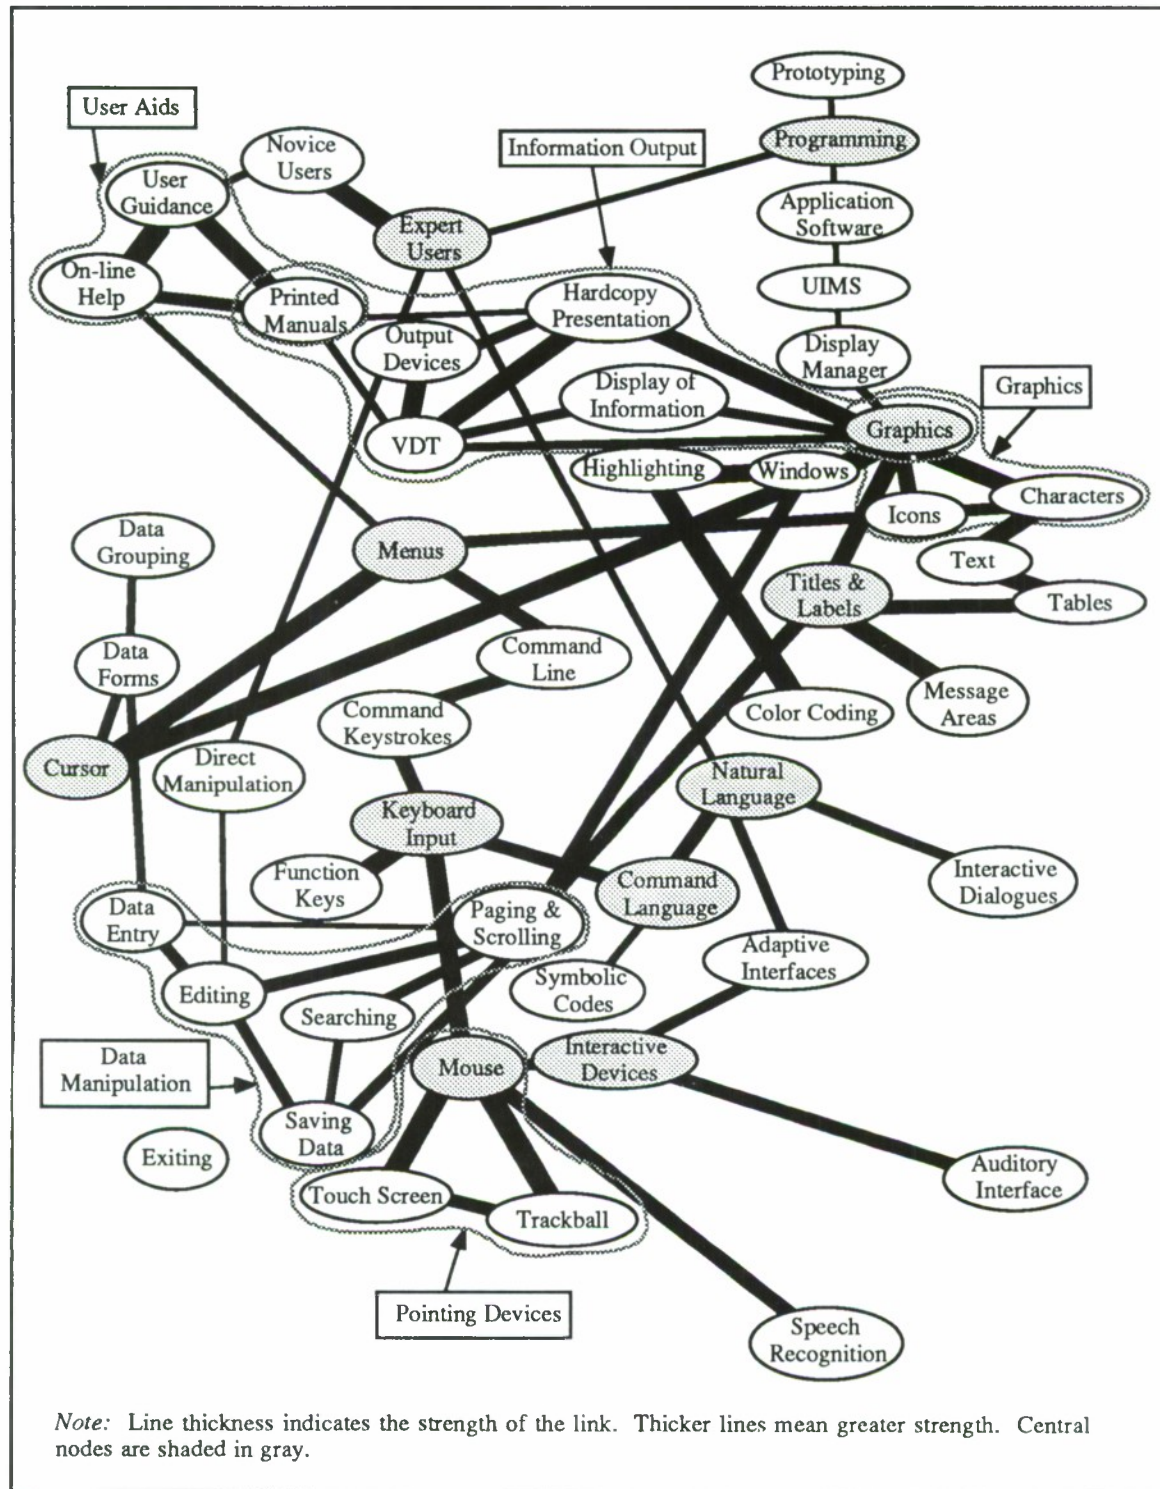 Prototyping
User Aids
Programming
Novice
Users
Information Output
User
Guidance
Application
Software
Expert
Users
On-line
Help
UIMS
Printed
Manuals
Hardcopy
Presentation
Output
Devices
Display
Manager
Graphics
Display of
Information
VDT
Graphics
Highlighting
Windows
Characters
Icons
Data
Grouping
Menus
Text
Titles &
Labels
Tables
Data
Forms
Command
Line
Message
Areas
Command
Keystrokes
Color Coding
Cursor
Direct
Manipulation
Natural
Language
Keyboard
Input
Function
Keys
Command
Language
Interactive
Dialogues
Data
Entry
Paging &
Scrolling
Adaptive
Interfaces
Editing
Symbolic
Codes
Searching
Data
Manipulation
Mouse
Interactive
Devices
Saving
Data
Exiting
Auditory
Interface
Touch Screen
Trackball
Pointing Devices
Speech
Recognition
Note: Line thickness indicates the strength of the link. Thicker lines mean greater strength. Central
nodes are shaded in gray.